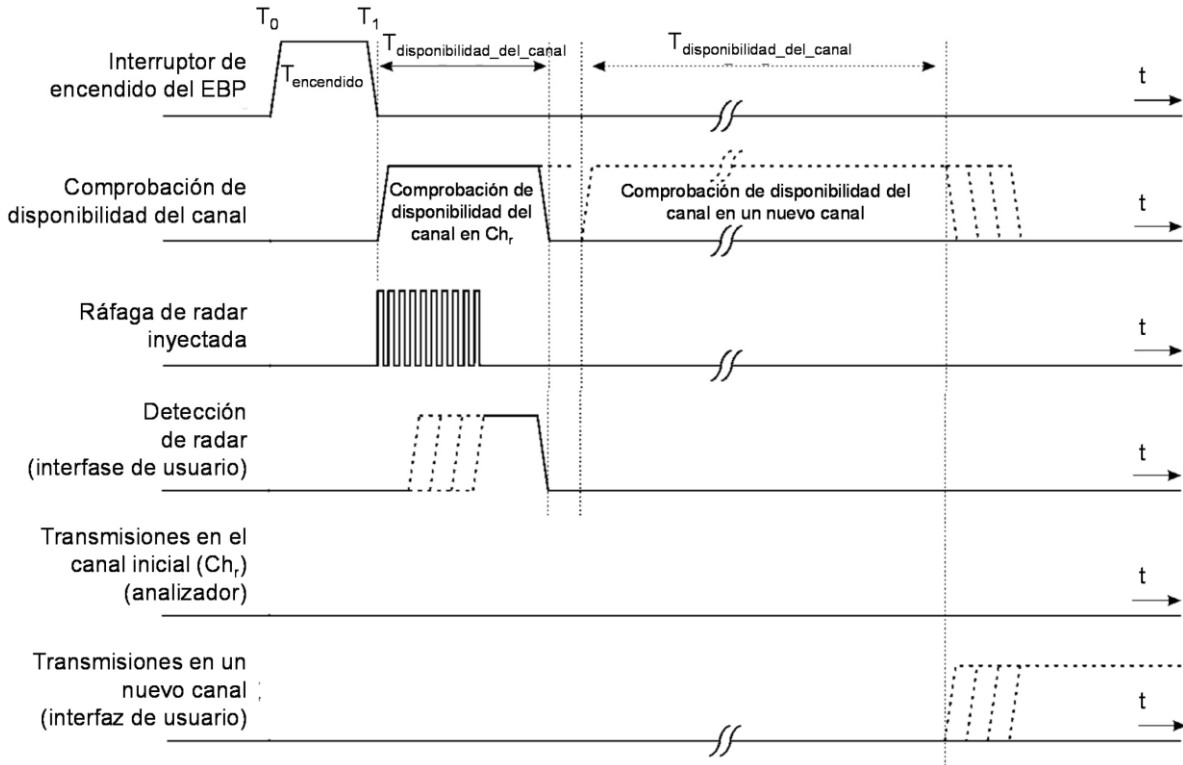 T0 T1
Tdisponibilidad_del_canal
Tdisponibilidad_del_canal
Interruptor de
encendido del EBP
Tencendido
t
Comprobación de
disponibilidad del canal
Comprobación de
disponibilidad del
canal en Chr
Comprobación de disponibilidad del
canal en un nuevo canal
t
Ráfaga de radar
inyectada
t
Detección
de radar
(interfase de usuario)
t
Transmisiones en el
canal inicial (Chr)
(analizador)
t
Transmisiones en un
nuevo canal
(interfaz de usuario)
t